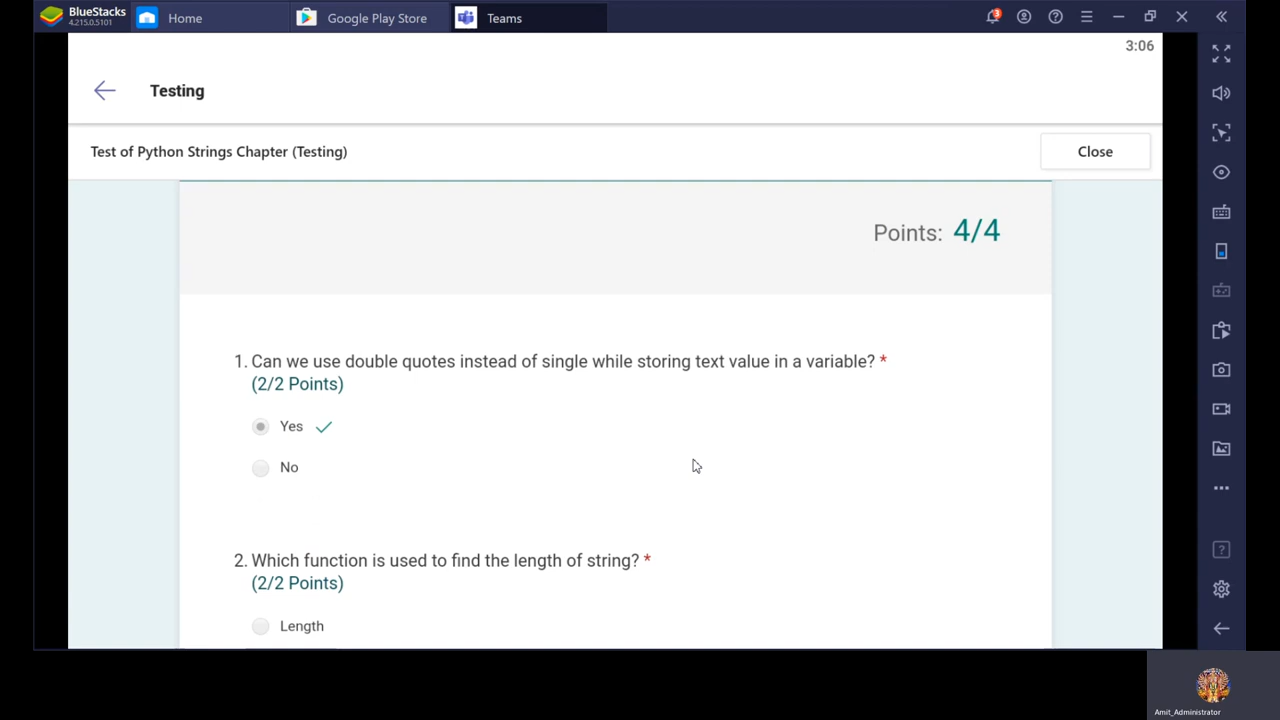 BlueStacks
4.215.0.5101
Home
Google Play Store
Teams
3
3:06
Testing
Test of Python Strings Chapter (Testing)
Close
Points: 4/4
1. Can we use double quotes instead of single while storing text value in a variable? *
(2/2 Points)
Yes
No
2. Which function is used to find the length of string? *
(2/2 Points)
Length
Amit_Administrator